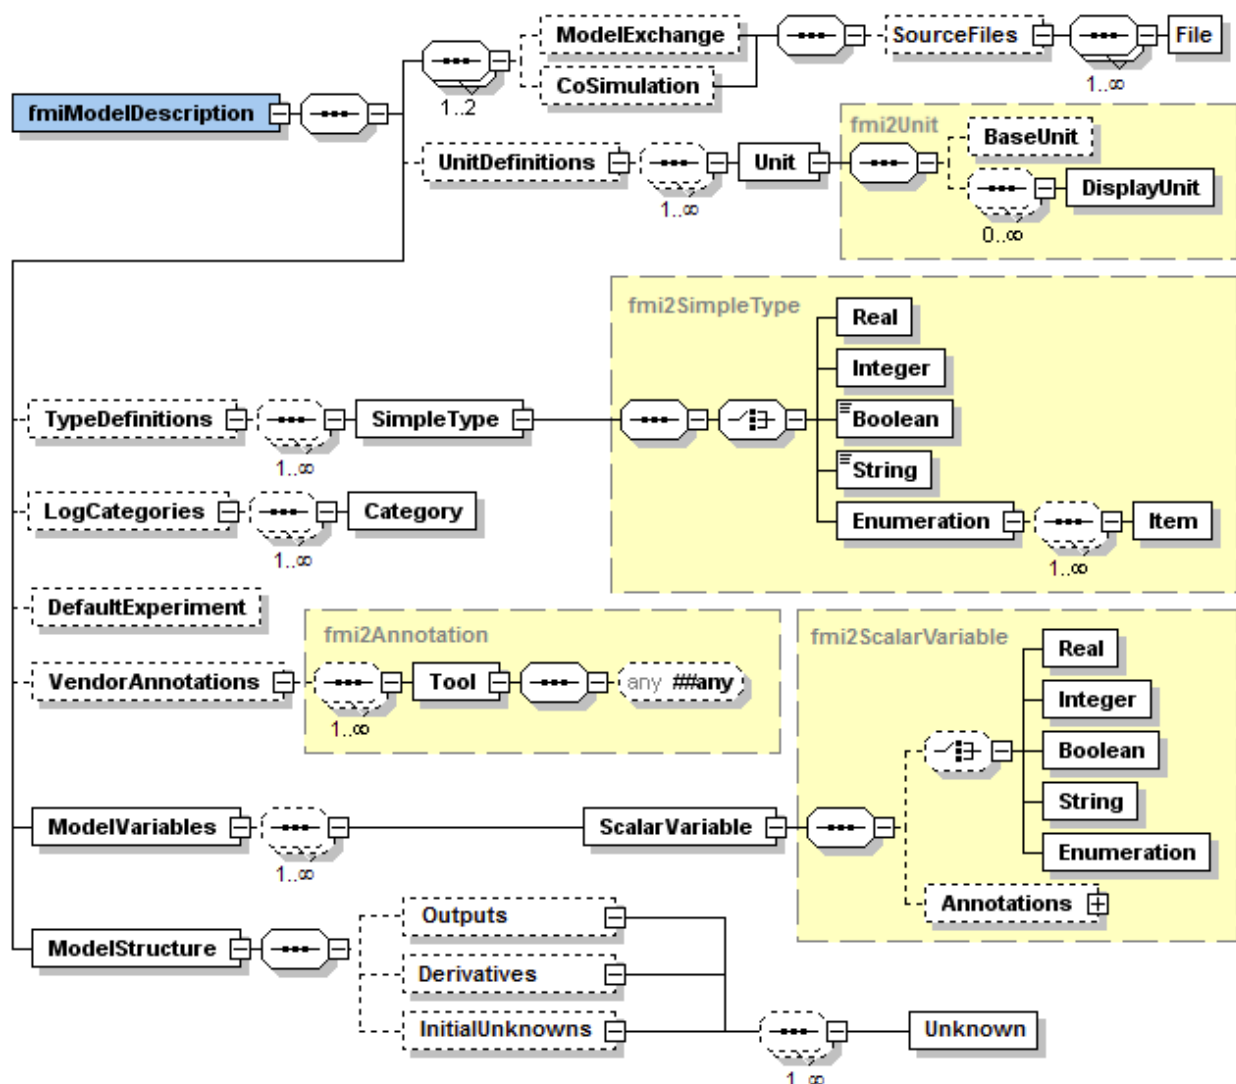 ModelExchange
SourceFiles
File
CoSimulation
1..2
1..∞
fmiModelDescription
fmi2Unit
BaseUnit
UnitDefinitions
Unit
DisplayUnit
1..∞
0..∞
fmi2SimpleType
Real
Integer
TypeDefinitions
SimpleType
Boolean
1..∞
String
LogCategories
Category
Enumeration
Item
1..∞
1..∞
DefaultExperiment
fmi2Annotation
fmi2ScalarVariable
Real
VendorAnnotations
Tool
any ##any
Integer
1..∞
Boolean
ModelVariables
ScalarVariable
String
1..∞
Enumeration
Annotations
Outputs
ModelStructure
Derivatives
InitialUnknowns
Unknown
1..∞